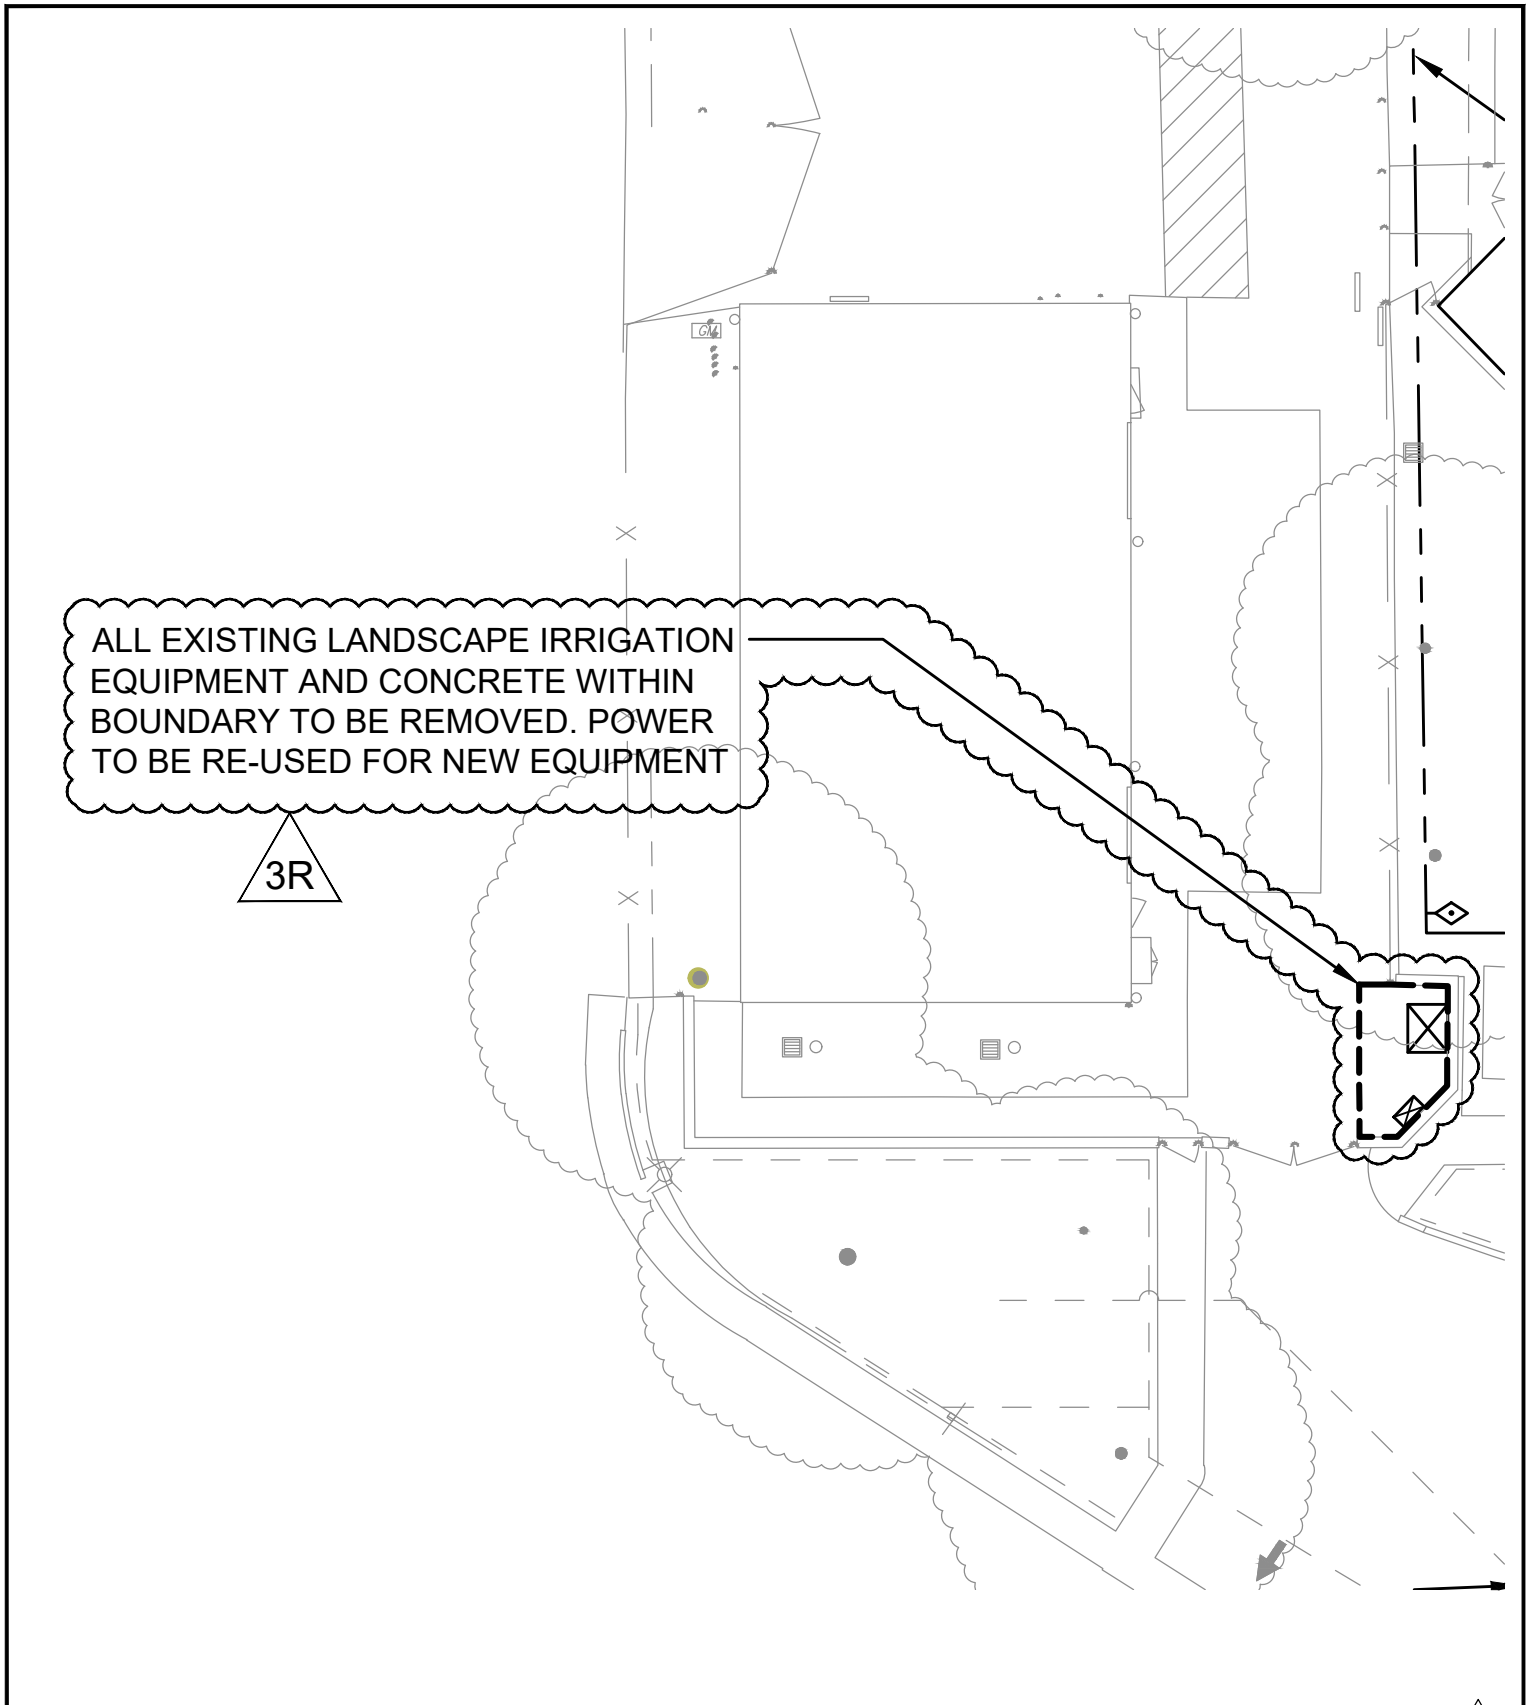 GM
ALL EXISTING LANDSCAPE IRRIGATION
EQUIPMENT AND CONCRETE WITHIN
BOUNDARY TO BE REMOVED. POWER
TO BE RE-USED FOR NEW EQUIPMENT
3R